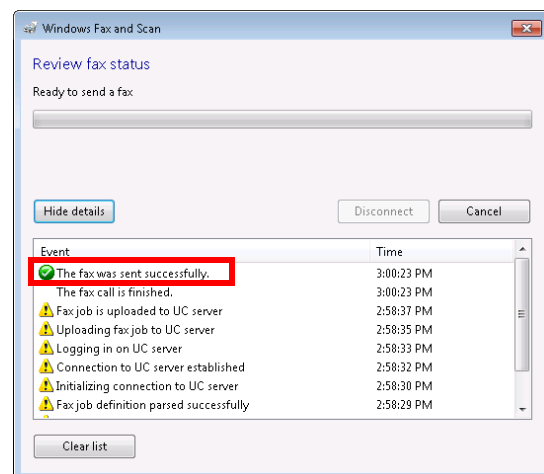 Windows Fax and Scan
Review fax status
Ready to send a fax
Hide details Disconnect Cancel
Event Time
The fax was sent successfully. 3:00:23 PM
The fax call is finished. 3:00:23 PM
Fax job is uploaded to UC server 2:58:37 PM
Uploading fax job to UC server 2:58:35 PM
Logging in on UC server 2:58:33 PM
Connection to UC server established 2:58:32 PM
Initializing connection to UC server 2:58:30 PM
Fax job definition parsed successfully 2:58:29 PM
Clear list